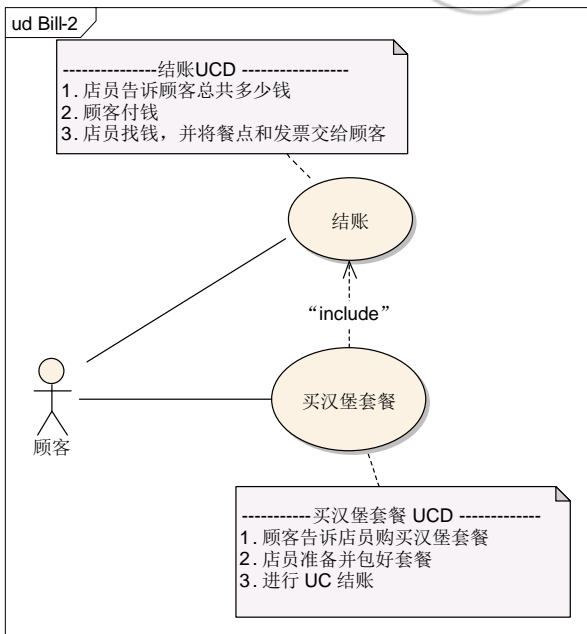 ud Bill-2
---------------结账UCD -----------------
1. 店员告诉顾客总共多少钱
2. 顾客付钱
3. 店员找钱，并将餐点和发票交给顾客
结账
“include”
买汉堡套餐
顾客
-----------买汉堡套餐 UCD -------------
1. 顾客告诉店员购买汉堡套餐
2. 店员准备并包好套餐
3. 进行 UC 结账